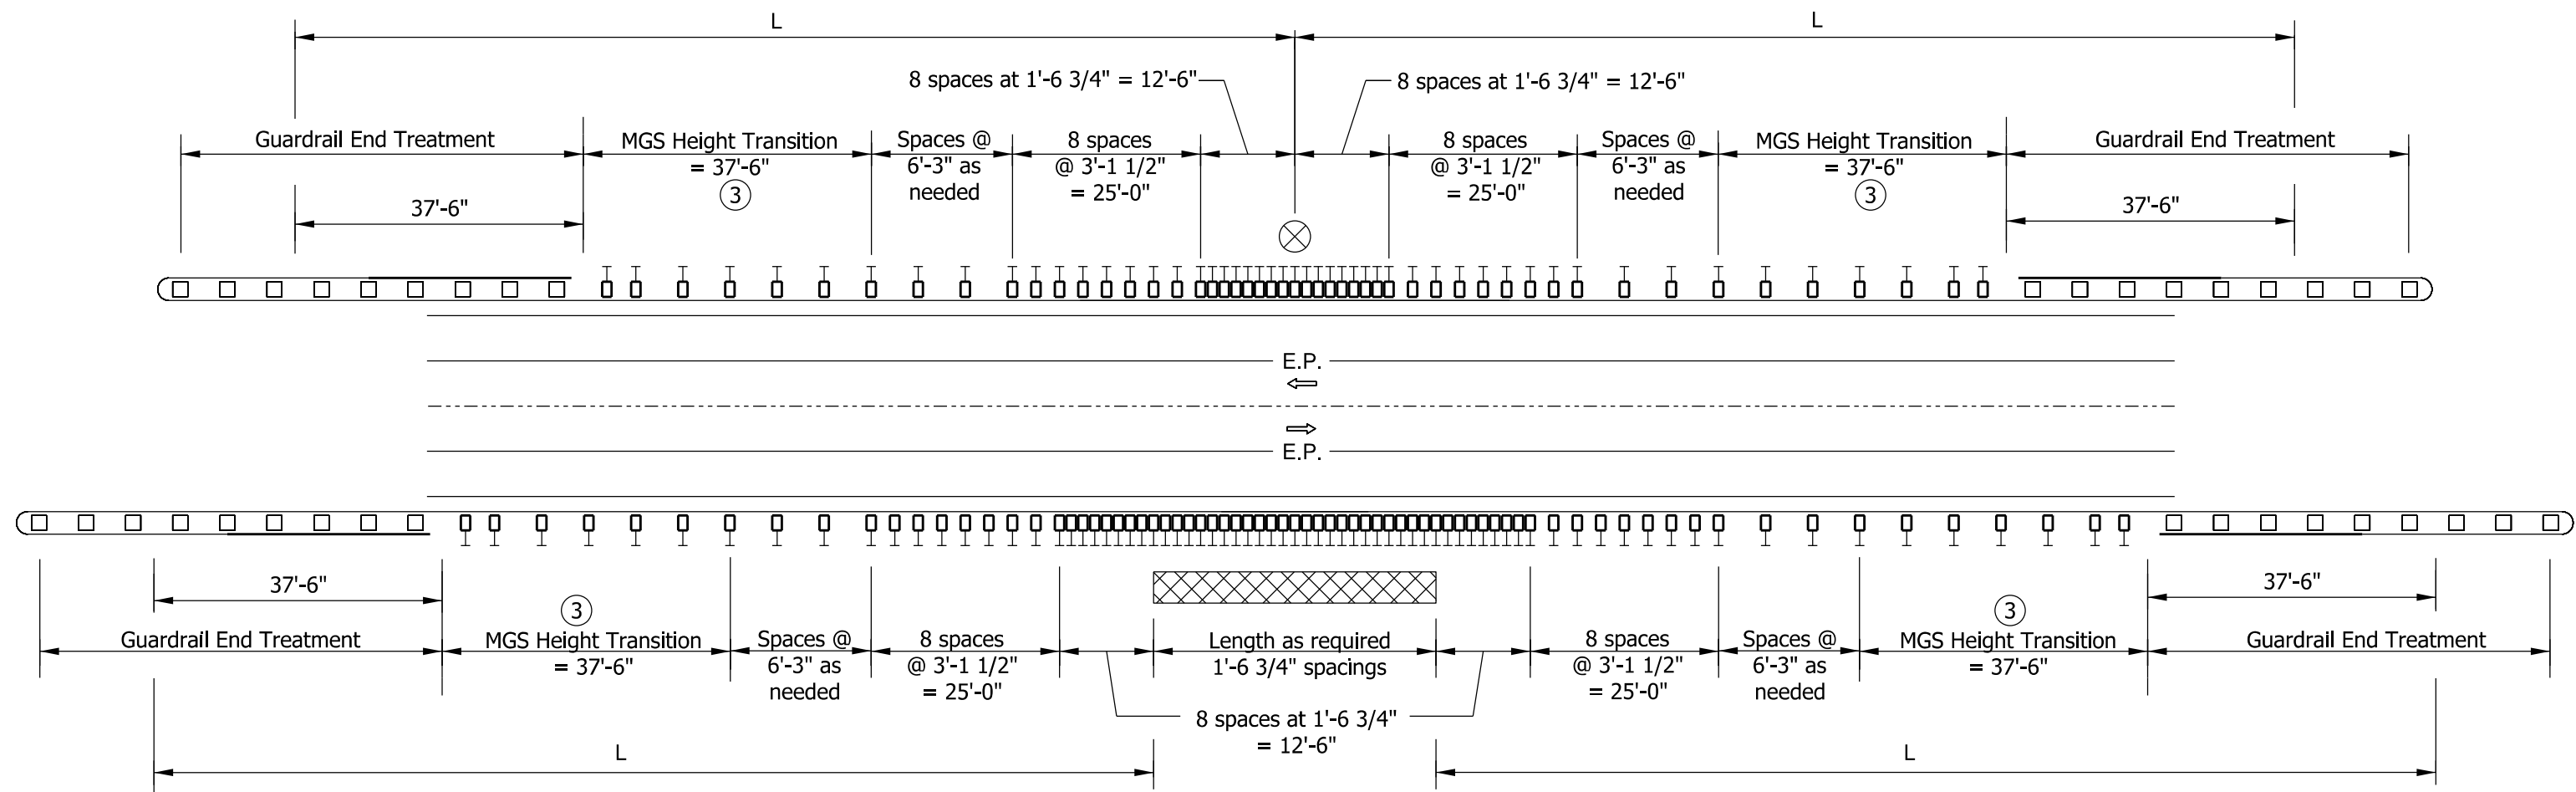 L
L
8 spaces at 1'-6 3/4" = 12'-6"
8 spaces at 1'-6 3/4" = 12'-6"
Guardrail End Treatment
MGS Height Transition
= 37'-6"
3
Spaces @
6'-3" as
needed
8 spaces
@ 3'-1 1/2"
= 25'-0"
8 spaces
@ 3'-1 1/2"
= 25'-0"
Spaces @
6'-3" as
needed
MGS Height Transition
= 37'-6"
3
Guardrail End Treatment
37'-6"
37'-6"
E.P.
E.P.
37'-6"
37'-6"
Guardrail End Treatment
3
MGS Height Transition
= 37'-6"
Spaces @
6'-3" as
needed
8 spaces
@ 3'-1 1/2"
= 25'-0"
Length as required
1'-6 3/4" spacings
8 spaces
@ 3'-1 1/2"
= 25'-0"
Spaces @
6'-3" as
needed
3
MGS Height Transition
= 37'-6"
Guardrail End Treatment
8 spaces at 1'-6 3/4"
= 12'-6"
L
L